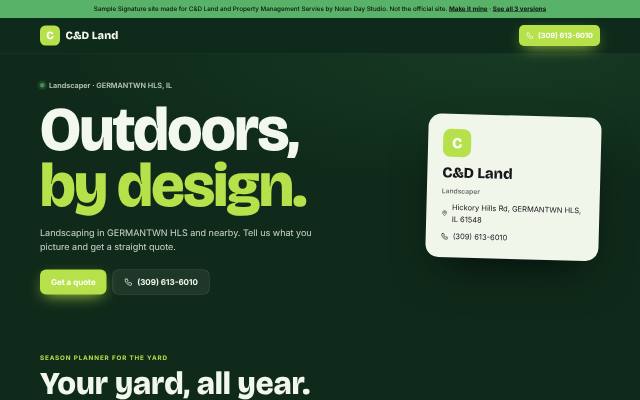 Sample Signature site made for C&D Land and Property Management Servies by Nolan Day Studio. Not the official site. Make it mine · See all 3 versions
C C&D Land
(309) 613-6010
Landscaper · GERMANTWN HLS, IL
Outdoors,
by design.
Landscaping in GERMANTWN HLS and nearby. Tell us what you
picture and get a straight quote.
Get a quote
(309) 613-6010
C
C&D Land
Landscaper
Hickory Hills Rd, GERMANTWN HLS,
IL 61548
(309) 613-6010
SEASON PLANNER FOR THE YARD
Your yard, all year.